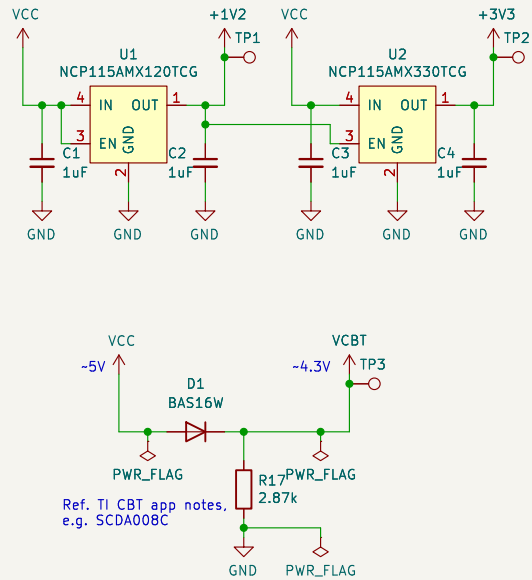 VCC
+1V2
VCC
+3V3
TP1
TP2
U1
NCP115AMX120TCG
U2
NCP115AMX330TCG
4
IN
OUT
1
3
EN
GND
2
4
IN
OUT
1
3
EN
GND
2
C1
1uF
C2
1uF
C3
1uF
C4
1uF
GND
GND
GND
GND
GND
GND
VCC
VCBT
~5V
~4.3V
TP3
D1
BAS16W
PWR_FLAG
PWR_FLAG
R17
2.87k
Ref. TI CBT app notes,
e.g. SCDA008C
GND
PWR_FLAG